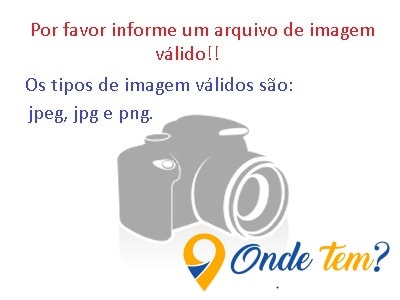 Por favor informe um arquivo de imagem
válido!!
Os tipos de imagem válidos são:
jpeg, jpg e png.
Onde tem?